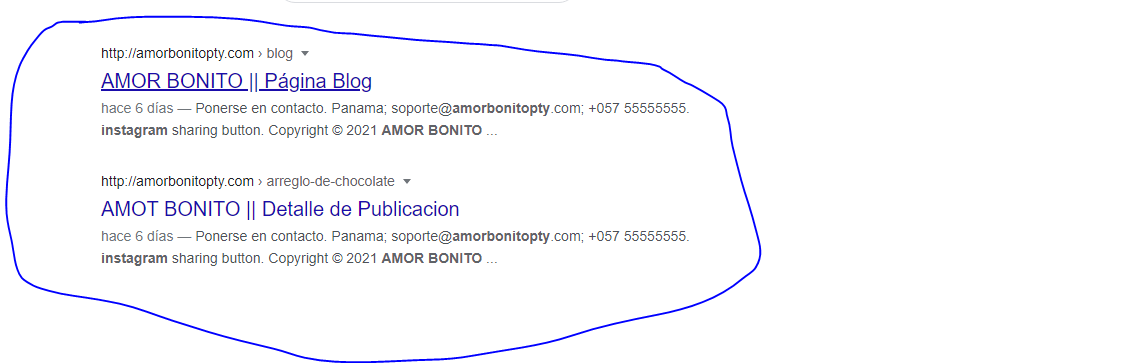 http://amorbonitopty.com › blog
AMOR BONITO || Página Blog
hace 6 días — Ponerse en contacto. Panama; soporte@amorbonitopty.com; +057 55555555.
instagram sharing button. Copyright © 2021 AMOR BONITO ...
http://amorbonitopty.com › arreglo-de-chocolate
AMOT BONITO || Detalle de Publicacion
hace 6 días — Ponerse en contacto. Panama; soporte@amorbonitopty.com; +057 55555555.
instagram sharing button. Copyright © 2021 AMOR BONITO ...